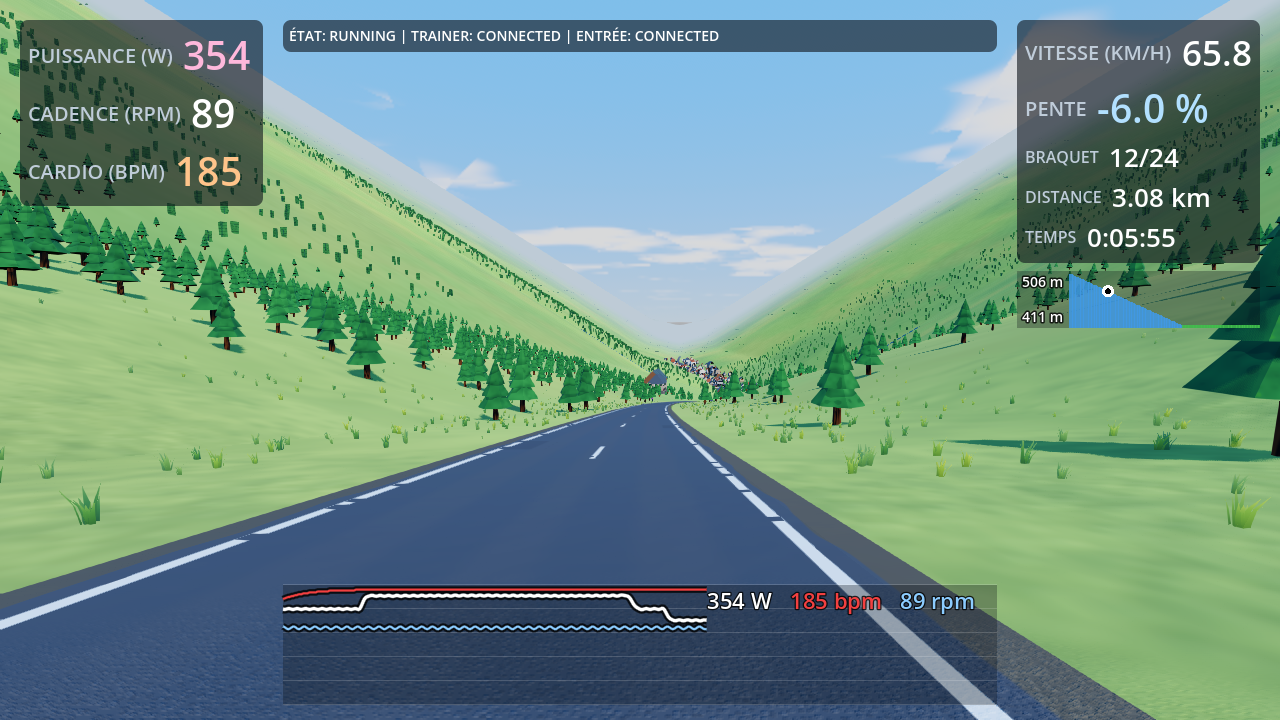 PUISSANCE (W) 354
CADENCE (RPM) 89
CARDIO (BPM) 185
ÉTAT: RUNNING | TRAINER: CONNECTED | ENTRÉE: CONNECTED
VITESSE (KM/H) 65.8
PENTE -6.0 %
BRAQUET 12/24
DISTANCE 3.08 km
TEMPS 0:05:55
506 m
411 m
354 W 185 bpm 89 rpm